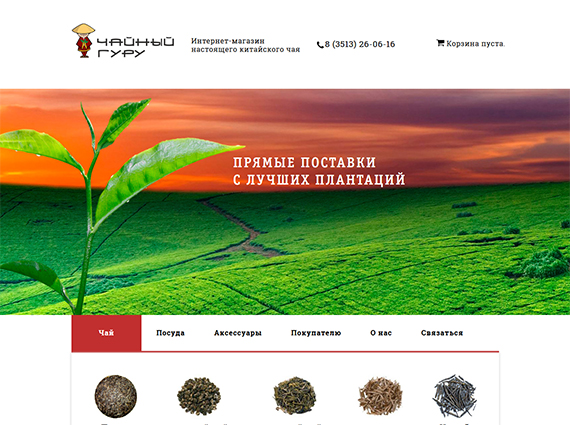 ЧАЙНЫЙ
ГУРУ
Интернет-магазин
настоящего китайского чая
8 (3513) 26-06-16
Корзина пуста.
ПРЯМЫЕ ПОСТАВКИ
С ЛУЧШИХ ПЛАНТАЦИЙ
Чай
Посуда
Аксессуары
Покупателю
О нас
Связаться